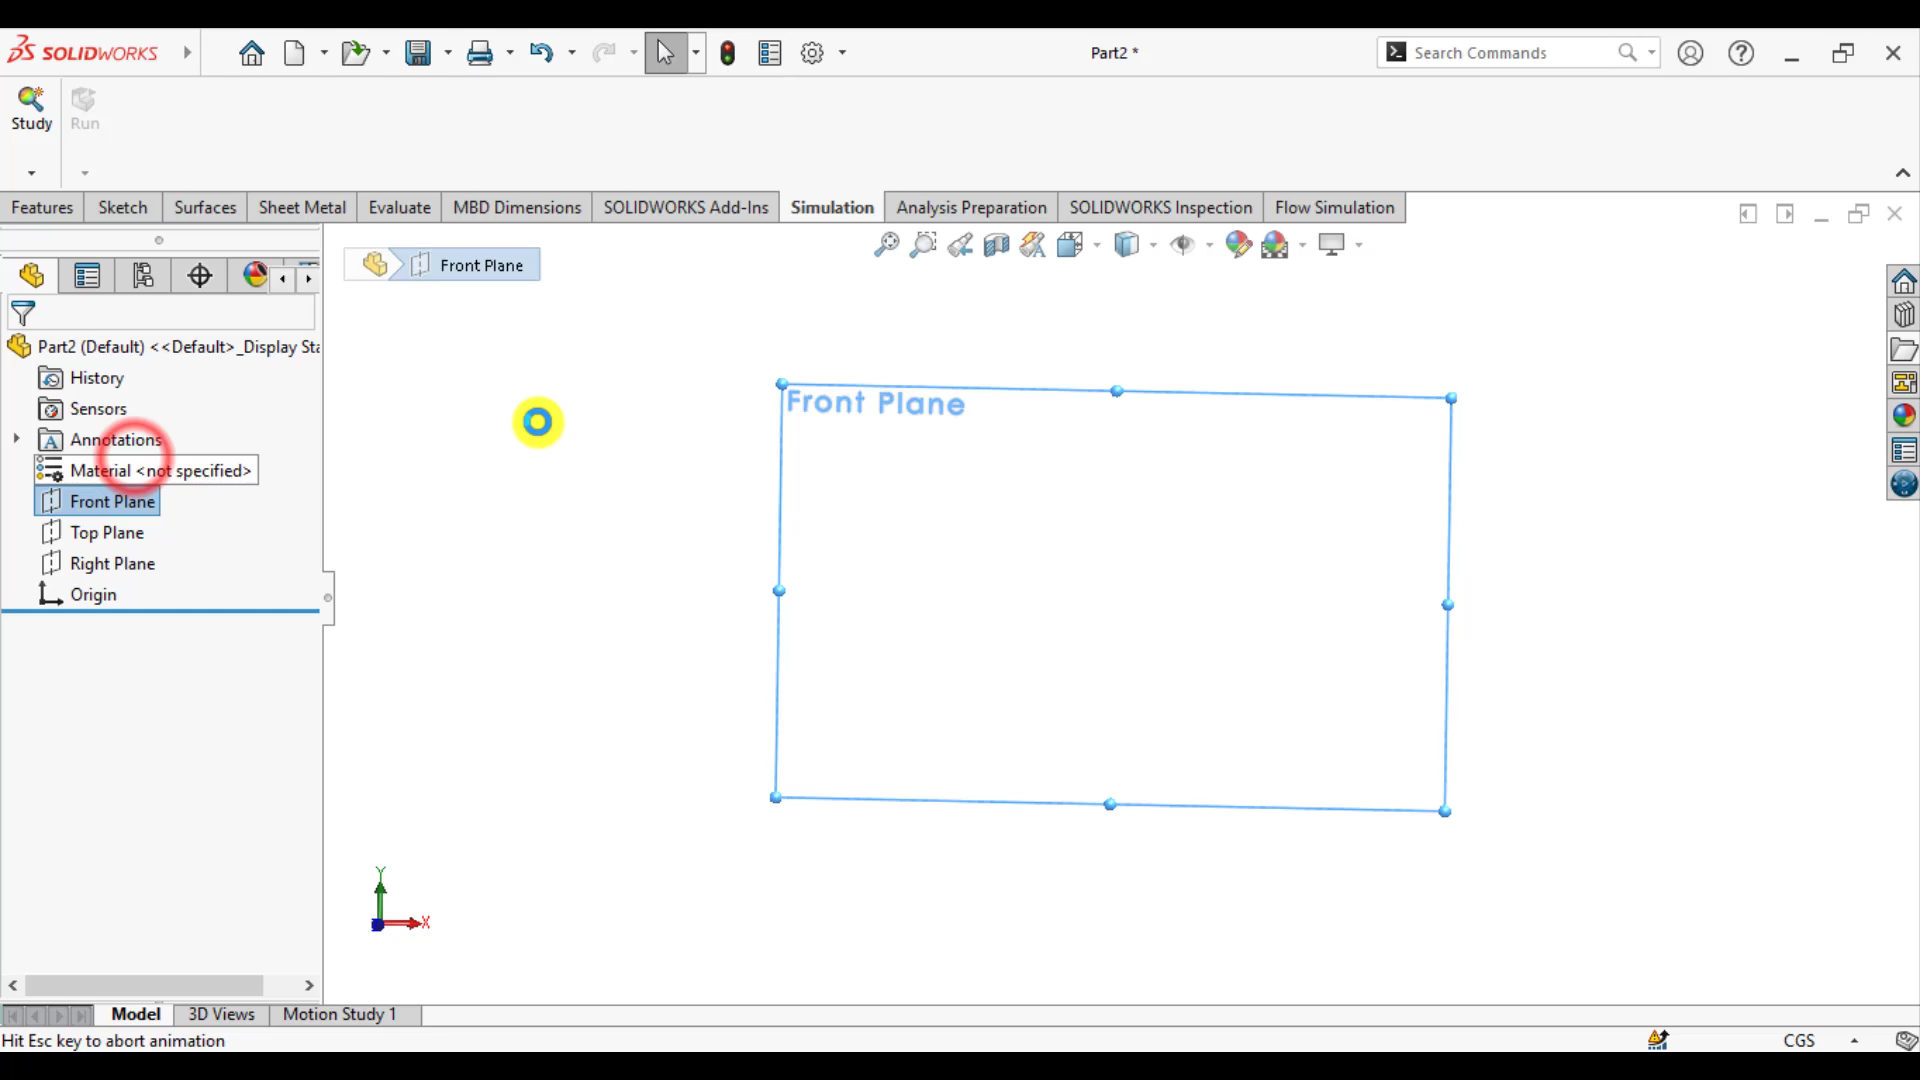 SOLIDWORKS
Part2 *
Search Commands
Study
Run
Features
Sketch
Surfaces
Sheet Metal
Evaluate
MBD Dimensions
SOLIDWORKS Add-Ins
Simulation
Analysis Preparation
SOLIDWORKS Inspection
Flow Simulation
Front Plane
Part2 (Default) <<Default>_Display Sta
History
Sensors
Annotations
Material <not specified>
Front Plane
Top Plane
Right Plane
Origin
Front Plane
Y
X
Model
3D Views
Motion Study 1
Hit Esc key to abort animation
CGS